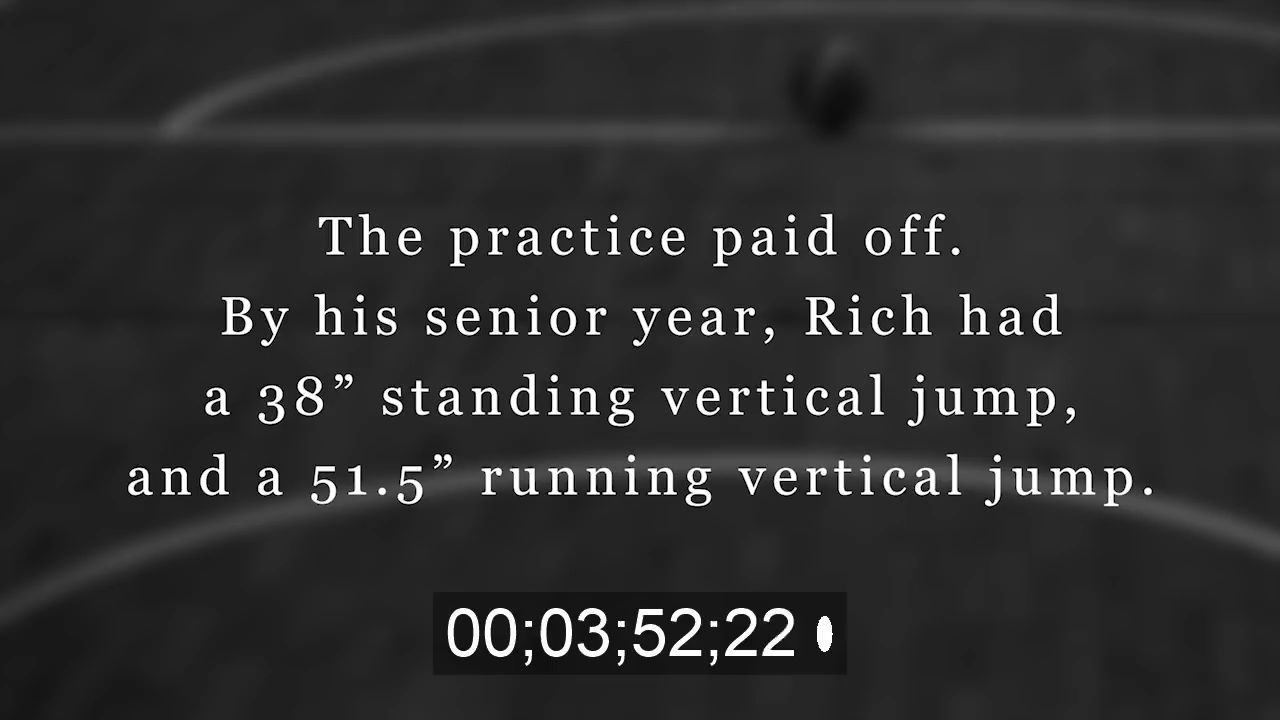 The practice paid off.
By his senior year, Rich had
a 38” standing vertical jump,
and a 51.5” running vertical jump.
00;03;52;22